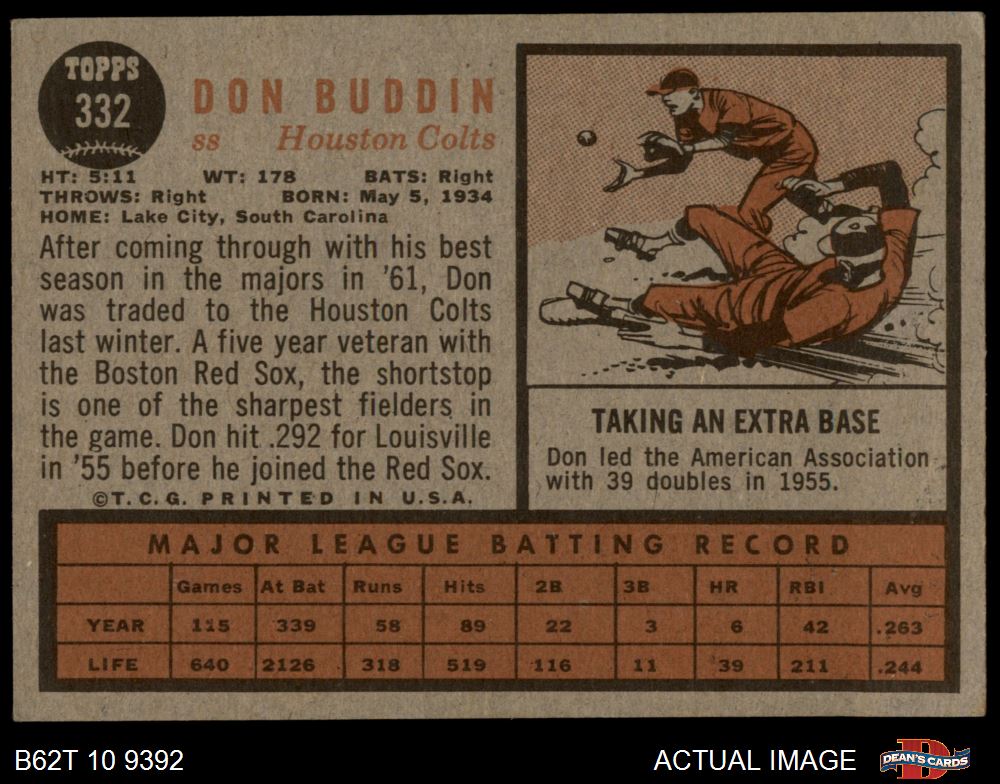 TOPPS
332
DON BUDDIN
ss Houston Colts
HT: 5:11 WT: 178 BATS: Right
THROWS: Right BORN: May 5, 1934
HOME: Lake City, South Carolina
After coming through with his best
season in the majors in '61, Don
was traded to the Houston Colts
last winter. A five year veteran with
the Boston Red Sox, the shortstop
is one of the sharpest fielders in
the game. Don hit .292 for Louisville
in '55 before he joined the Red Sox.
©T.C.G. PRINTED IN U.S.A.
TAKING AN EXTRA BASE
Don led the American Association
with 39 doubles in 1955.
MAJOR LEAGUE BATTING RECORD
Games At Bat Runs Hits 2B 3B HR RBI Avg
YEAR 115 339 58 89 22 3 6 42 .263
LIFE 640 2126 318 519 116 11 39 211 .244
B62T 10 9392 ACTUAL IMAGE
D
DEAN'S CARDS